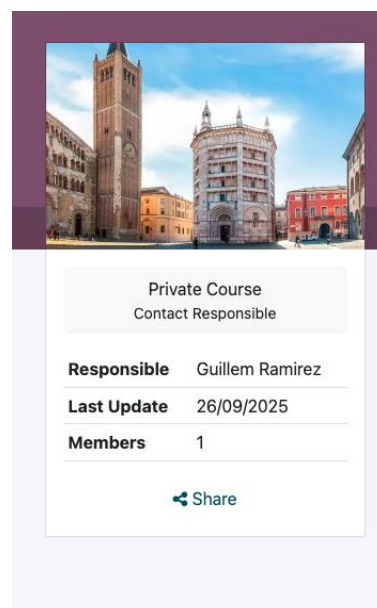 Private Course
Contact Responsible
Responsible Guillem Ramirez
Last Update 26/09/2025
Members 1
Share